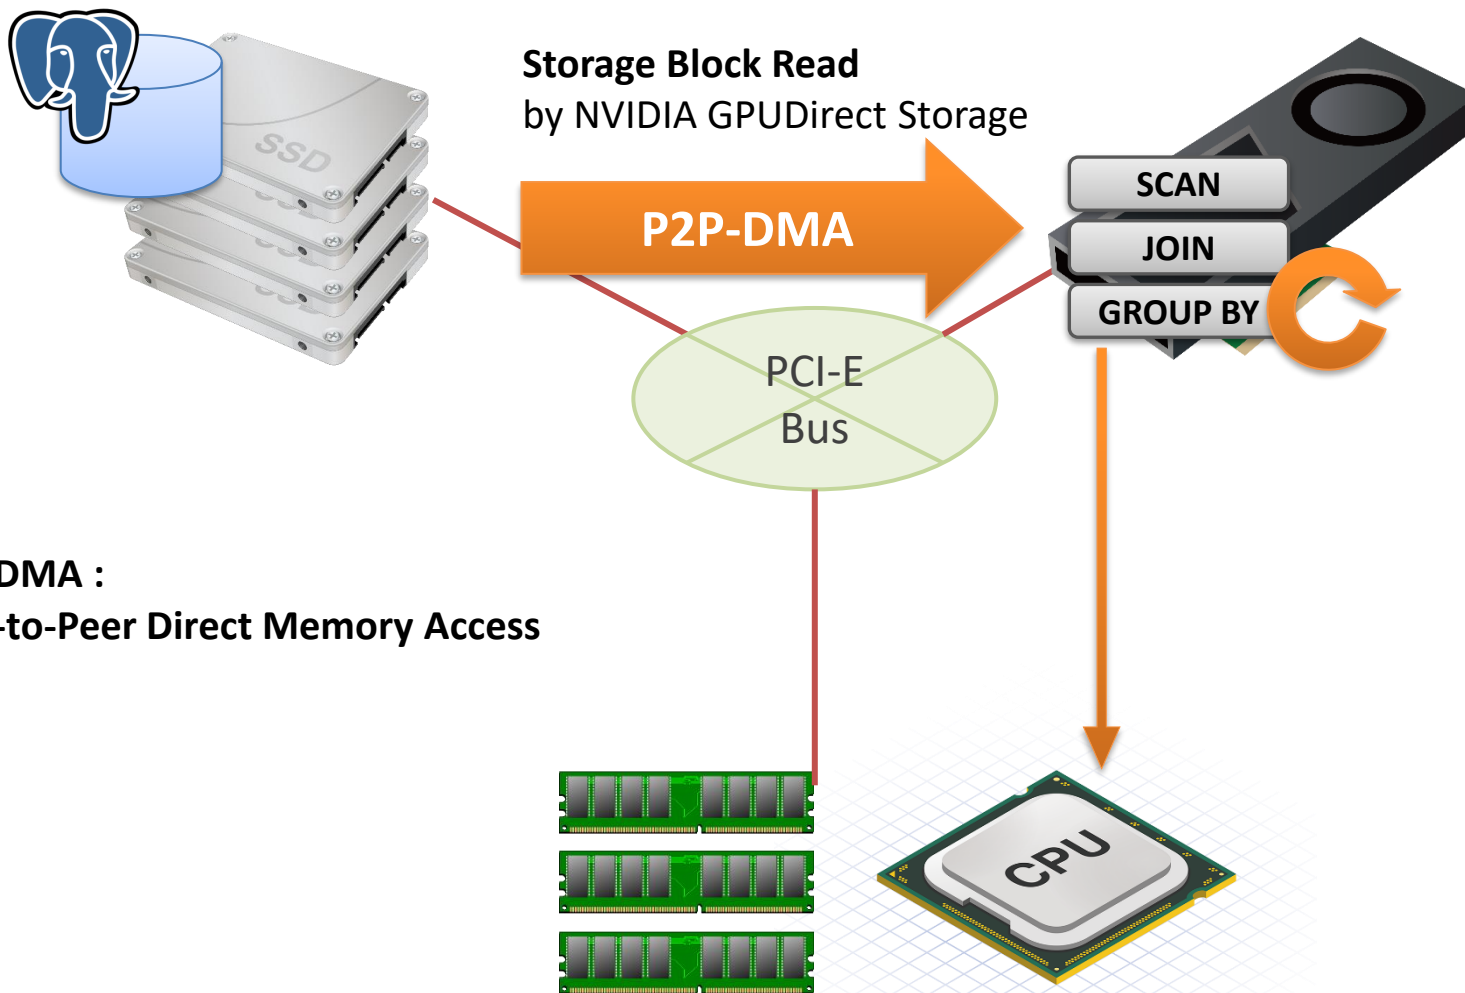 Storage Block Read
by NVIDIA GPUDirect Storage
SSD
P2P-DMA
SCAN
JOIN
GROUP BY
PCI-E
Bus
DMA :
-to-Peer Direct Memory Access
CPU